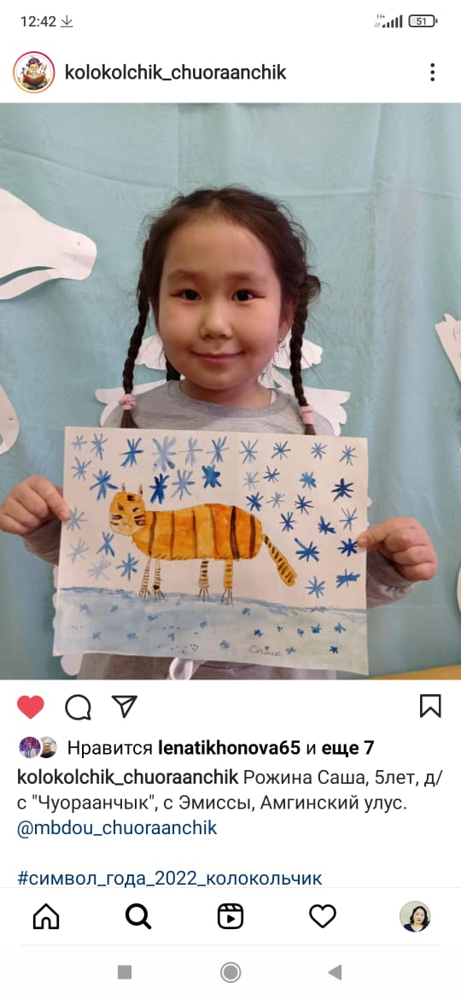 12:42
51
kolokolchik_chuoraanchik
Саша
Нравится lenatikhonova65 и еще 7
kolokolchik_chuoraanchik Рожина Саша, 5лет, д/
с "Чуораанчык", с Эмиссы, Амгинский улус.
@mbdou_chuoraanchik
#символ_года_2022_колокольчик